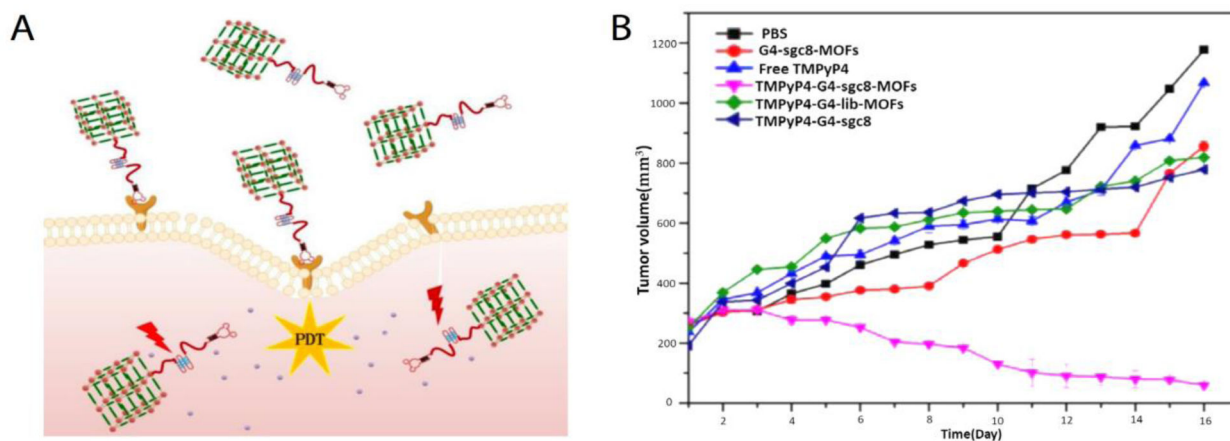 A
PDT
B
PBS
G4-sgc8-MOFs
Free TMPyP4
TMPyP4-G4-sgc8-MOFs
TMPyP4-G4-lib-MOFs
TMPyP4-G4-sgc8
Tumor volume(mm³)
1200
1000
800
600
400
200
0
2 4 6 8 10 12 14 16
Time(Day)